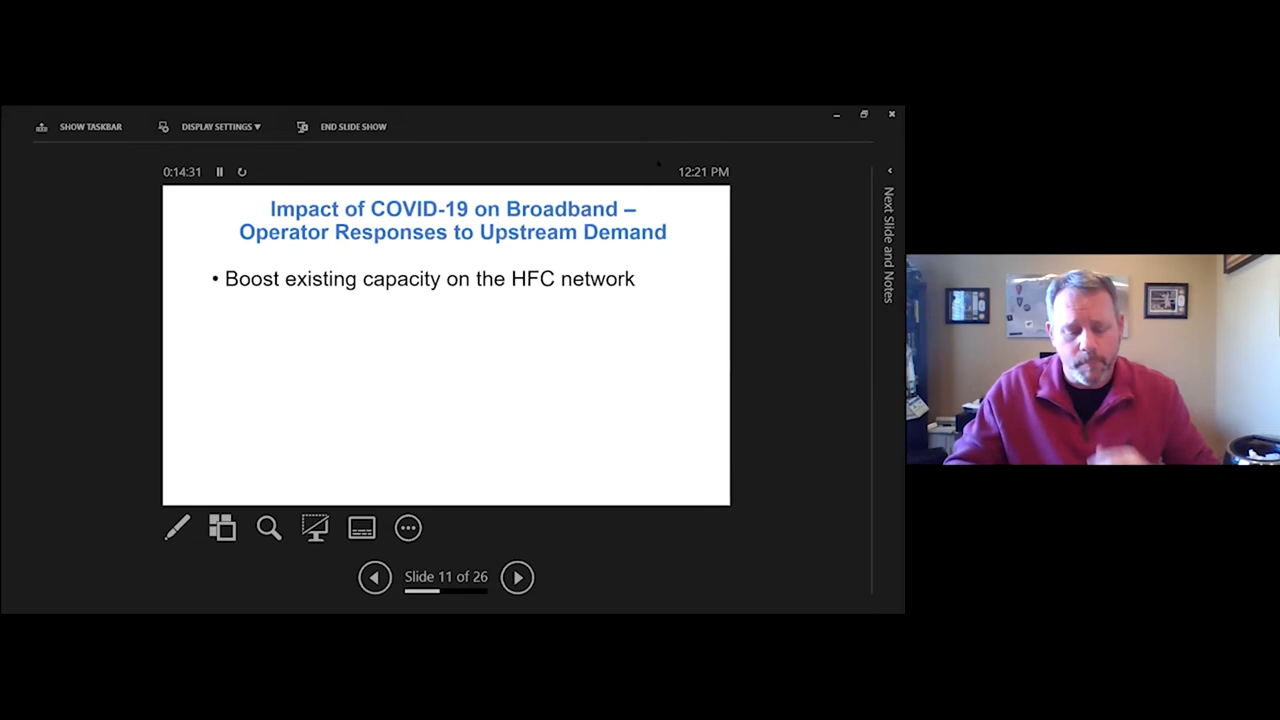 SHOW TASKBAR
DISPLAY SETTINGS ▾
END SLIDE SHOW
0:14:31
12:21 PM
Impact of COVID-19 on Broadband –
Operator Responses to Upstream Demand
• Boost existing capacity on the HFC network
Next Slide and Notes
Slide 11 of 26